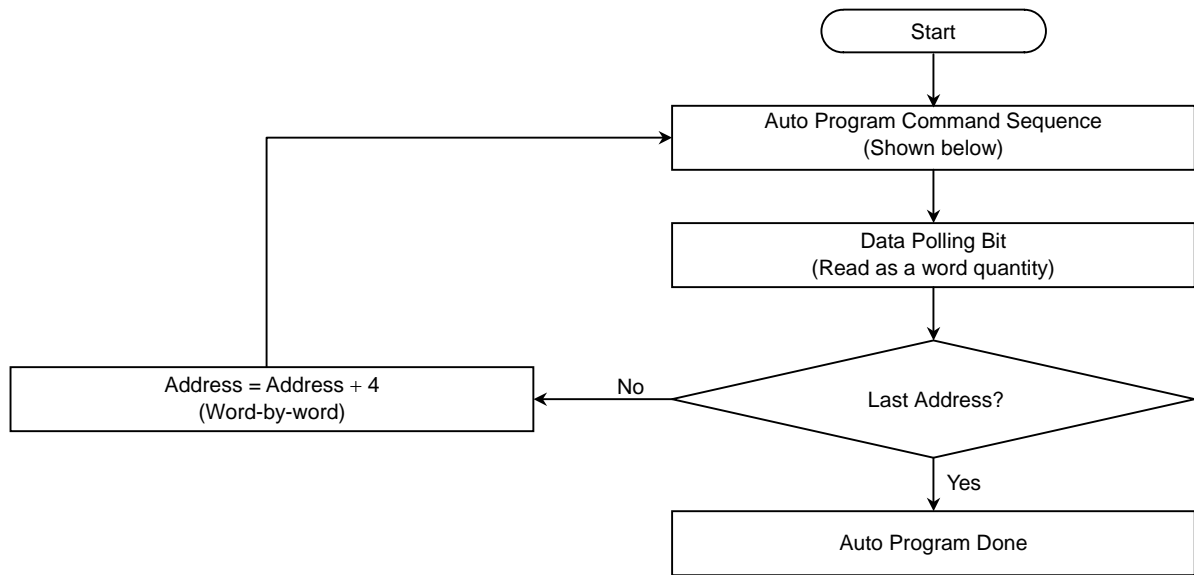 Start
Auto Program Command Sequence
(Shown below)
Data Polling Bit
(Read as a word quantity)
Address = Address + 4
(Word-by-word)
No
Last Address?
Yes
Auto Program Done